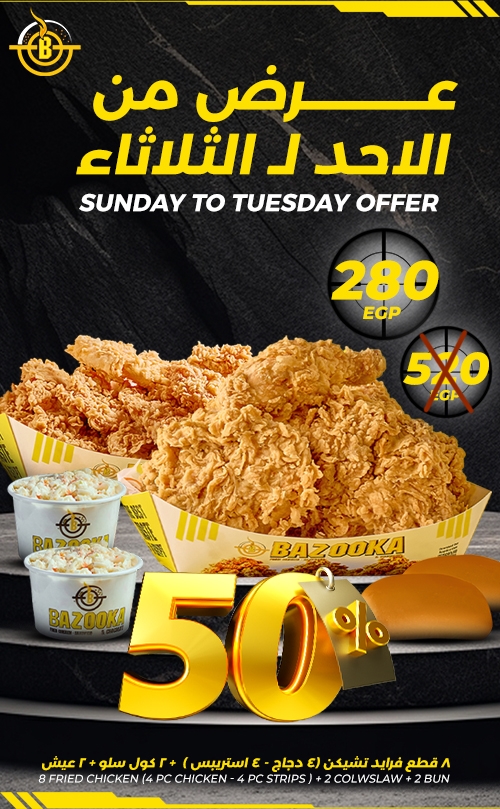 B
عرض من
الاحد لـ الثلاثاء
SUNDAY TO TUESDAY OFFER
280
EGP
EGP
BAZOOKA
BAZOOKA
BAZOOKA
50%
٨ قطع فرايد تشيكن (٤ دجاج - ٤ استريبس ) + ٢ كول سلو + ٢ عيش
8 FRIED CHICKEN (4 PC CHICKEN - 4 PC STRIPS ) + 2 COLWSLAW + 2 BUN